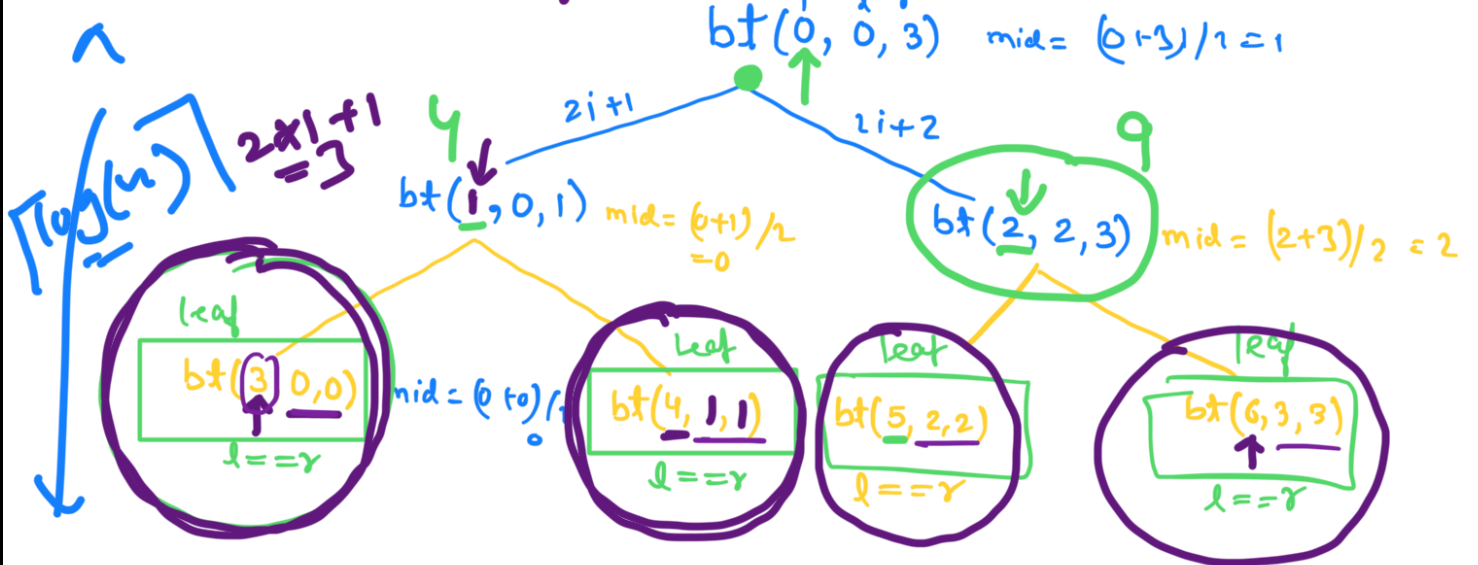 bt(0, 0, 3) mid = (0+3)/2 = 1
2i+1
2i+2
⌈log(n)⌉
2x1+1
= 3
4
9
bt(1, 0, 1) mid = (0+1)/2
= 0
bt(2, 2, 3) mid = (2+3)/2 = 2
leaf
bt(3, 0,0) mid = (0+0)/
0
l==r
Leaf
bt(4, 1, 1)
l==r
leaf
bt(5, 2,2)
l==r
leaf
bt(6, 3, 3)
l==r